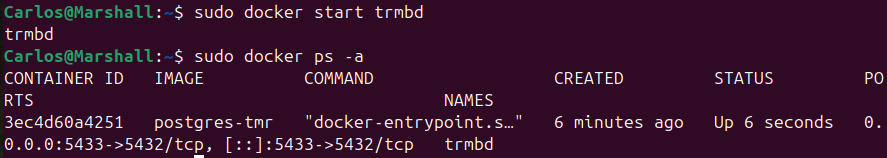 Carlos@Marshall:~$ sudo docker start trmbd
trmbd
Carlos@Marshall:~$ sudo docker ps -a
CONTAINER ID   IMAGE          COMMAND                  CREATED         STATUS         PO
RTS                                         NAMES
3ec4d60a4251   postgres-tmr   "docker-entrypoint.s…"   6 minutes ago   Up 6 seconds   0.
0.0.0:5433->5432/tcp, [::]:5433->5432/tcp   trmbd